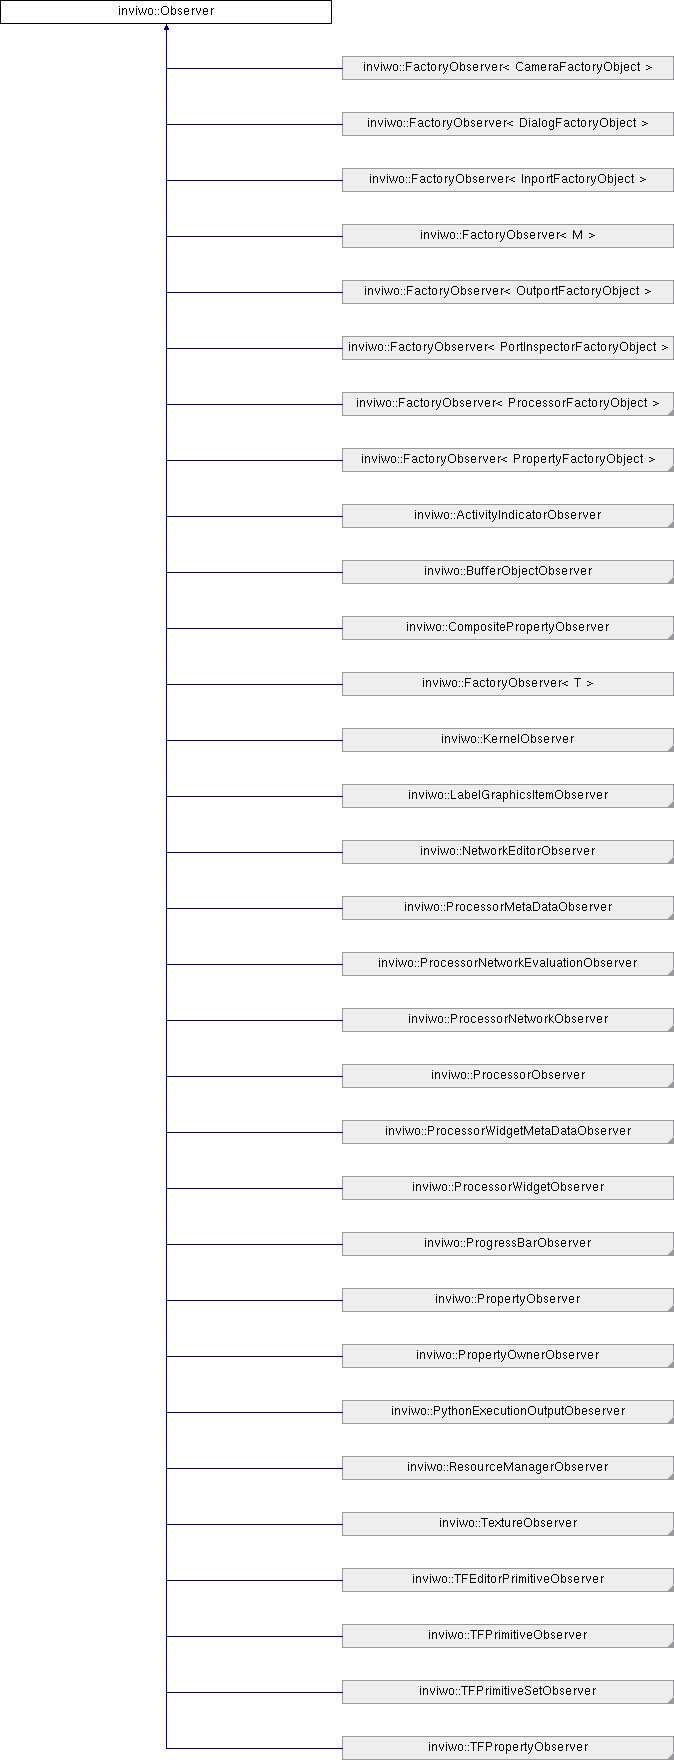 inviwo::Observer
inviwo::FactoryObserver< CameraFactoryObject >
inviwo::FactoryObserver< DialogFactoryObject >
inviwo::FactoryObserver< InportFactoryObject >
inviwo::FactoryObserver< M >
inviwo::FactoryObserver< OutportFactoryObject >
inviwo::FactoryObserver< PortInspectorFactoryObject >
inviwo::FactoryObserver< ProcessorFactoryObject >
inviwo::FactoryObserver< PropertyFactoryObject >
inviwo::ActivityIndicatorObserver
inviwo::BufferObjectObserver
inviwo::CompositePropertyObserver
inviwo::FactoryObserver< T >
inviwo::KernelObserver
inviwo::LabelGraphicsItemObserver
inviwo::NetworkEditorObserver
inviwo::ProcessorMetaDataObserver
inviwo::ProcessorNetworkEvaluationObserver
inviwo::ProcessorNetworkObserver
inviwo::ProcessorObserver
inviwo::ProcessorWidgetMetaDataObserver
inviwo::ProcessorWidgetObserver
inviwo::ProgressBarObserver
inviwo::PropertyObserver
inviwo::PropertyOwnerObserver
inviwo::PythonExecutionOutputObeserver
inviwo::ResourceManagerObserver
inviwo::TextureObserver
inviwo::TFEditorPrimitiveObserver
inviwo::TFPrimitiveObserver
inviwo::TFPrimitiveSetObserver
inviwo::TFPropertyObserver